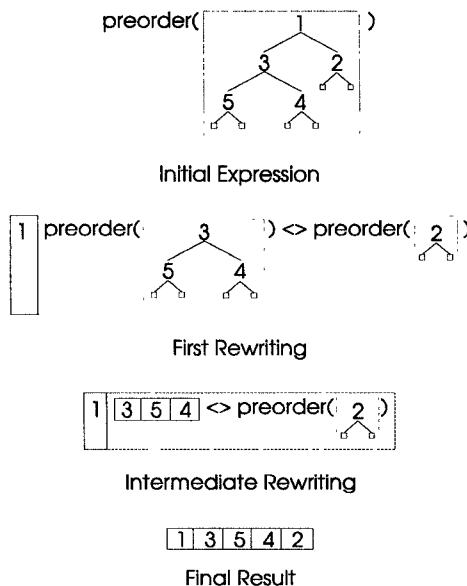 preorder( 1 )
3 2
5 4
Initial Expression
1 preorder( 3 ) <> preorder( 2 )
5 4
First Rewriting
1 3 5 4 <> preorder( 2 )
Intermediate Rewriting
1 3 5 4 2
Final Result